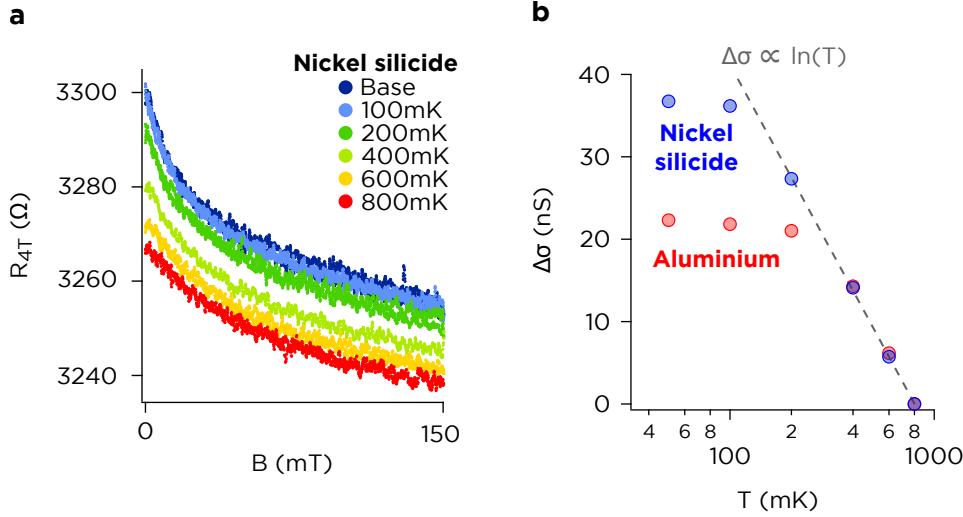 a
Nickel silicide
Base
100mK
200mK
400mK
600mK
800mK
3300
3280
3260
3240
R4T (Ω)
0
150
B (mT)
b
Δσ ∝ ln(T)
40
30
20
10
0
Δσ (nS)
Nickel
silicide
Aluminium
4 6 8 2 4 6 8
100 1000
T (mK)